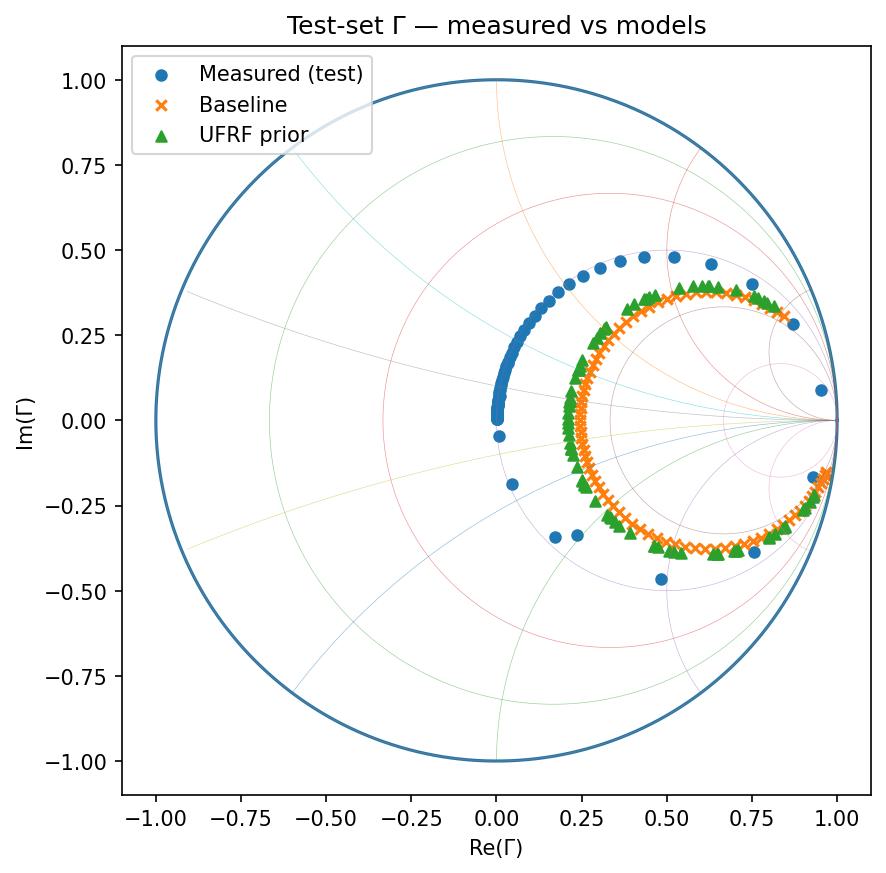 Test-set Γ — measured vs models
Measured (test)
Baseline
UFRF prior
1.00
0.75
0.50
0.25
0.00
−0.25
−0.50
−0.75
−1.00
Im(Γ)
−1.00 −0.75 −0.50 −0.25 0.00 0.25 0.50 0.75 1.00
Re(Γ)